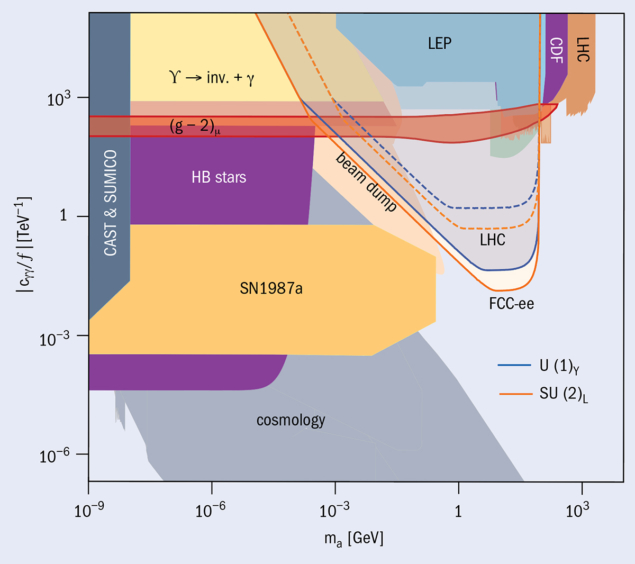 LEP
CDF
LHC
ϒ → inv. + γ
10³
(g – 2)μ
beam dump
HB stars
CAST & SUMICO
1
LHC
|cγγ/f| [TeV⁻¹]
SN1987a
FCC-ee
10⁻³
U (1)Y
SU (2)L
cosmology
10⁻⁶
10⁻⁹ 10⁻⁶ 10⁻³ 1 10³
ma [GeV]